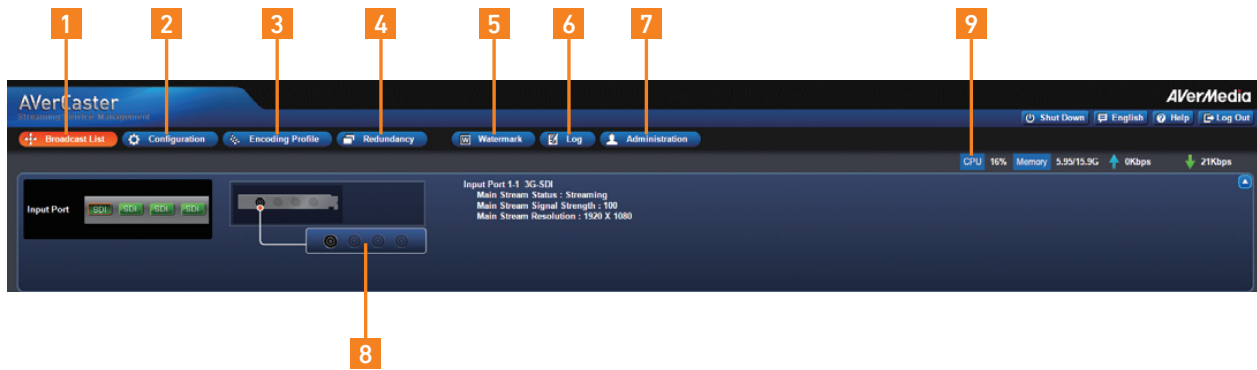 1 2 3 4 5 6 7 9
AVerCaster
AVerMedia
Streaming Service Management
Shut Down English Help Log Out
Broadcast List Configuration Encoding Profile Redundancy Watermark Log Administration
CPU 16% Memory 5.95/15.9G 0Kbps 21Kbps
Input Port 1-1 3G-SDI
Main Stream Status : Streaming
Main Stream Signal Strength : 100
Main Stream Resolution : 1920 X 1080
Input Port SDI SDI SDI SDI
8